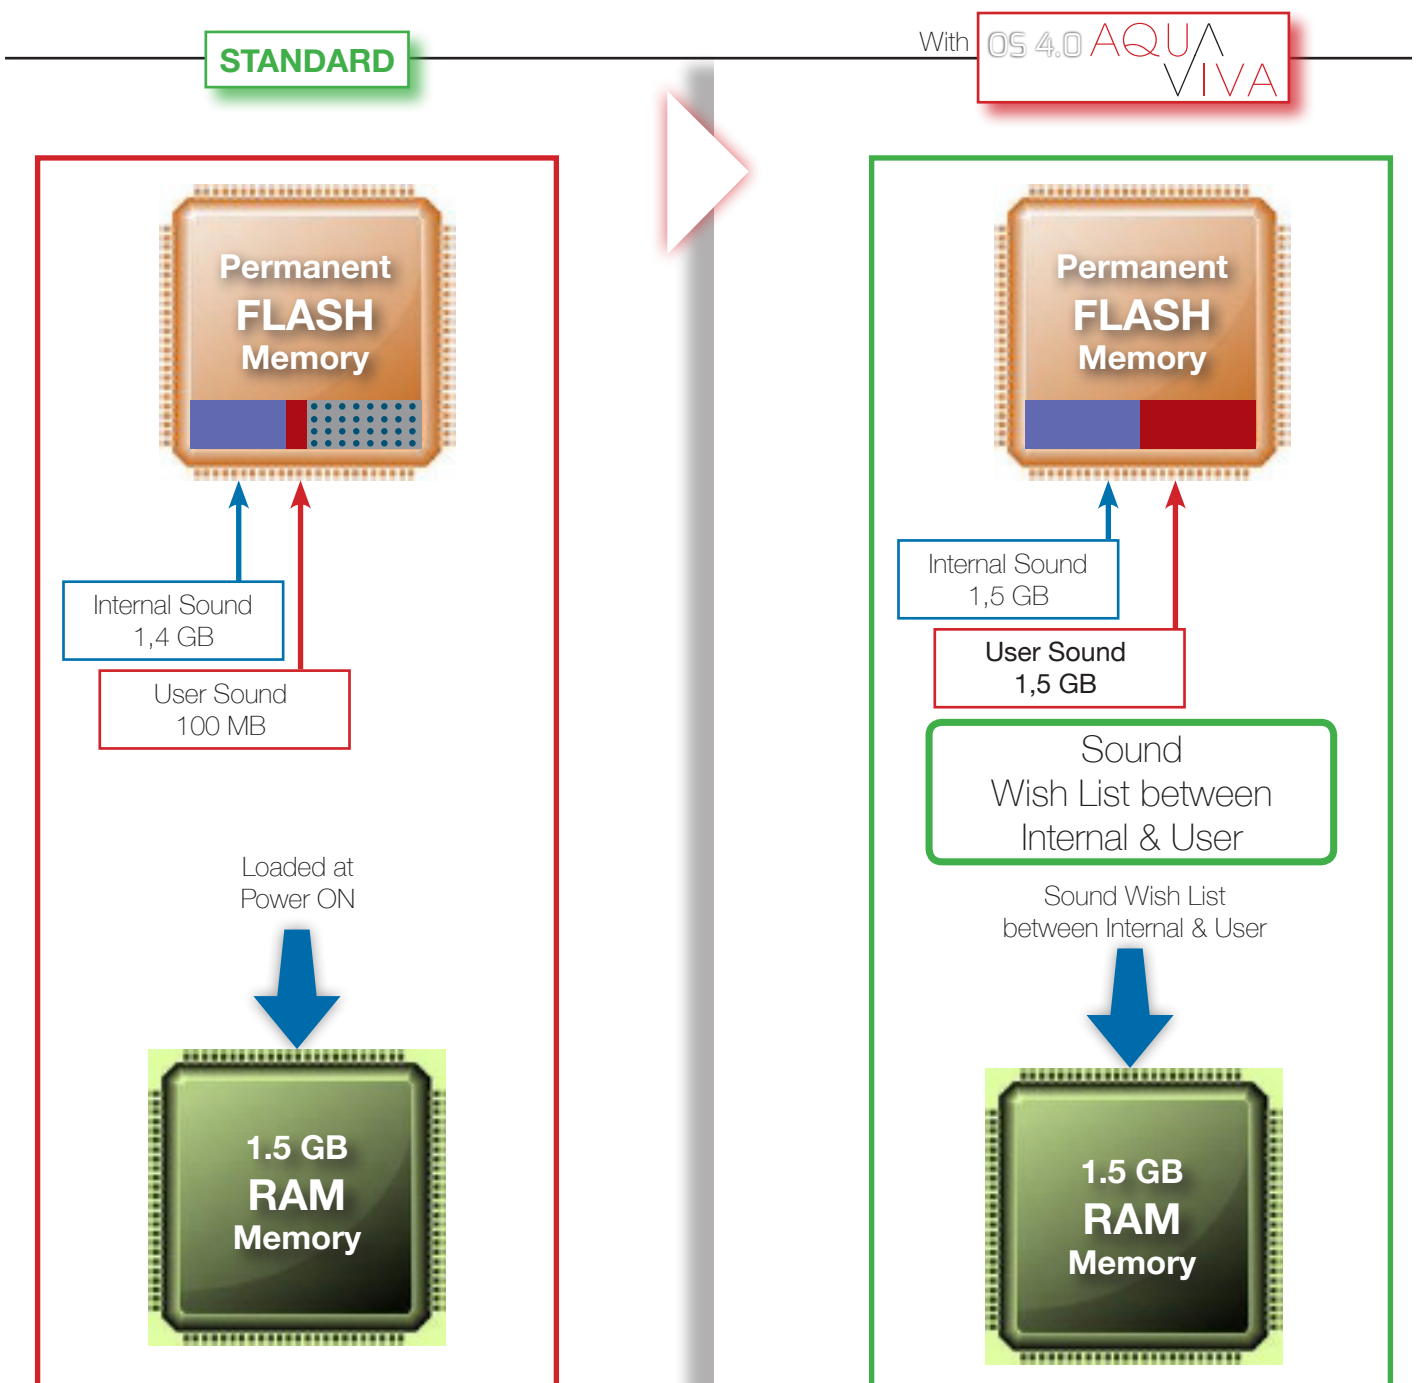 STANDARD
Permanent
FLASH
Memory
Internal Sound
1,4 GB
User Sound
100 MB
Loaded at
Power ON
1.5 GB
RAM
Memory
With OS 4.0 AQUA
VIVA
Permanent
FLASH
Memory
Internal Sound
1,5 GB
User Sound
1,5 GB
Sound
Wish List between
Internal & User
Sound Wish List
between Internal & User
1.5 GB
RAM
Memory